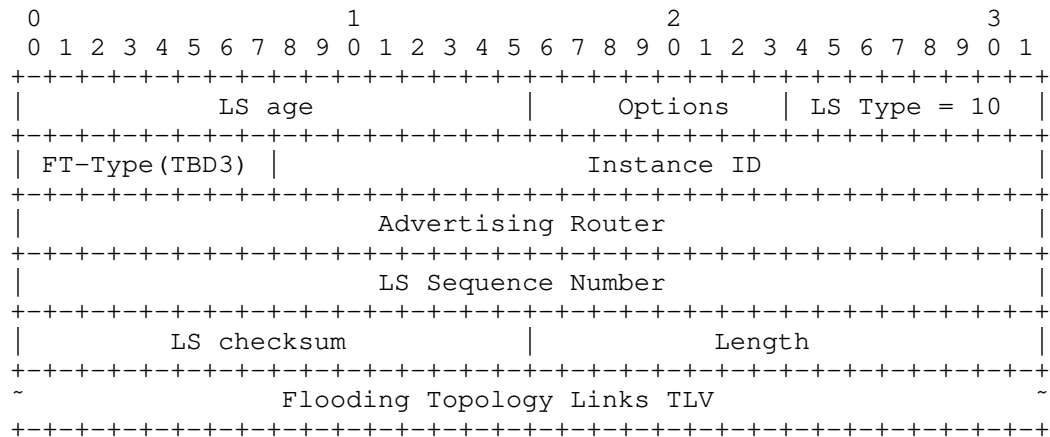 0                   1                   2                   3
 0 1 2 3 4 5 6 7 8 9 0 1 2 3 4 5 6 7 8 9 0 1 2 3 4 5 6 7 8 9 0 1
+-+-+-+-+-+-+-+-+-+-+-+-+-+-+-+-+-+-+-+-+-+-+-+-+-+-+-+-+-+-+-+-+
|            LS age             |     Options   | LS Type = 10  |
+-+-+-+-+-+-+-+-+-+-+-+-+-+-+-+-+-+-+-+-+-+-+-+-+-+-+-+-+-+-+-+-+
| FT-Type(TBD3) |                   Instance ID                 |
+-+-+-+-+-+-+-+-+-+-+-+-+-+-+-+-+-+-+-+-+-+-+-+-+-+-+-+-+-+-+-+-+
|                      Advertising Router                       |
+-+-+-+-+-+-+-+-+-+-+-+-+-+-+-+-+-+-+-+-+-+-+-+-+-+-+-+-+-+-+-+-+
|                      LS Sequence Number                       |
+-+-+-+-+-+-+-+-+-+-+-+-+-+-+-+-+-+-+-+-+-+-+-+-+-+-+-+-+-+-+-+-+
|         LS checksum           |           Length              |
+-+-+-+-+-+-+-+-+-+-+-+-+-+-+-+-+-+-+-+-+-+-+-+-+-+-+-+-+-+-+-+-+
~                Flooding Topology Links TLV                    ~
+-+-+-+-+-+-+-+-+-+-+-+-+-+-+-+-+-+-+-+-+-+-+-+-+-+-+-+-+-+-+-+-+